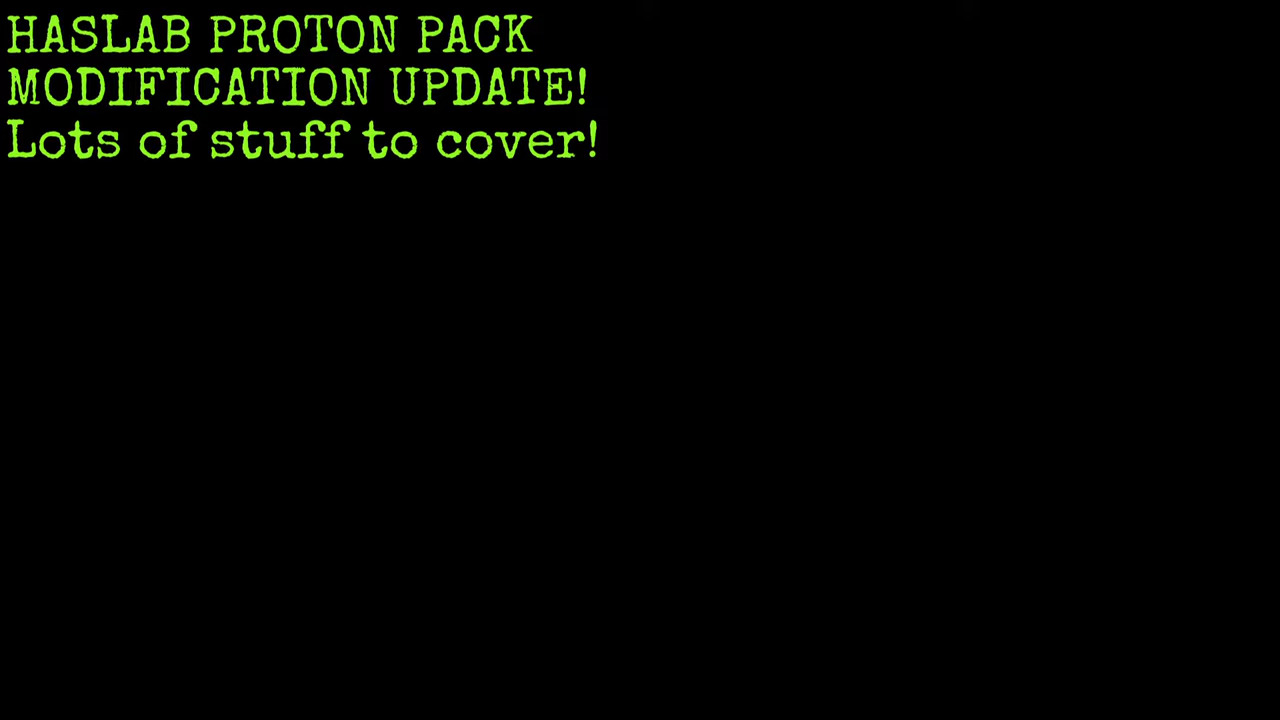 HASLAB PROTON PACK
MODIFICATION UPDATE!
Lots of stuff to cover!